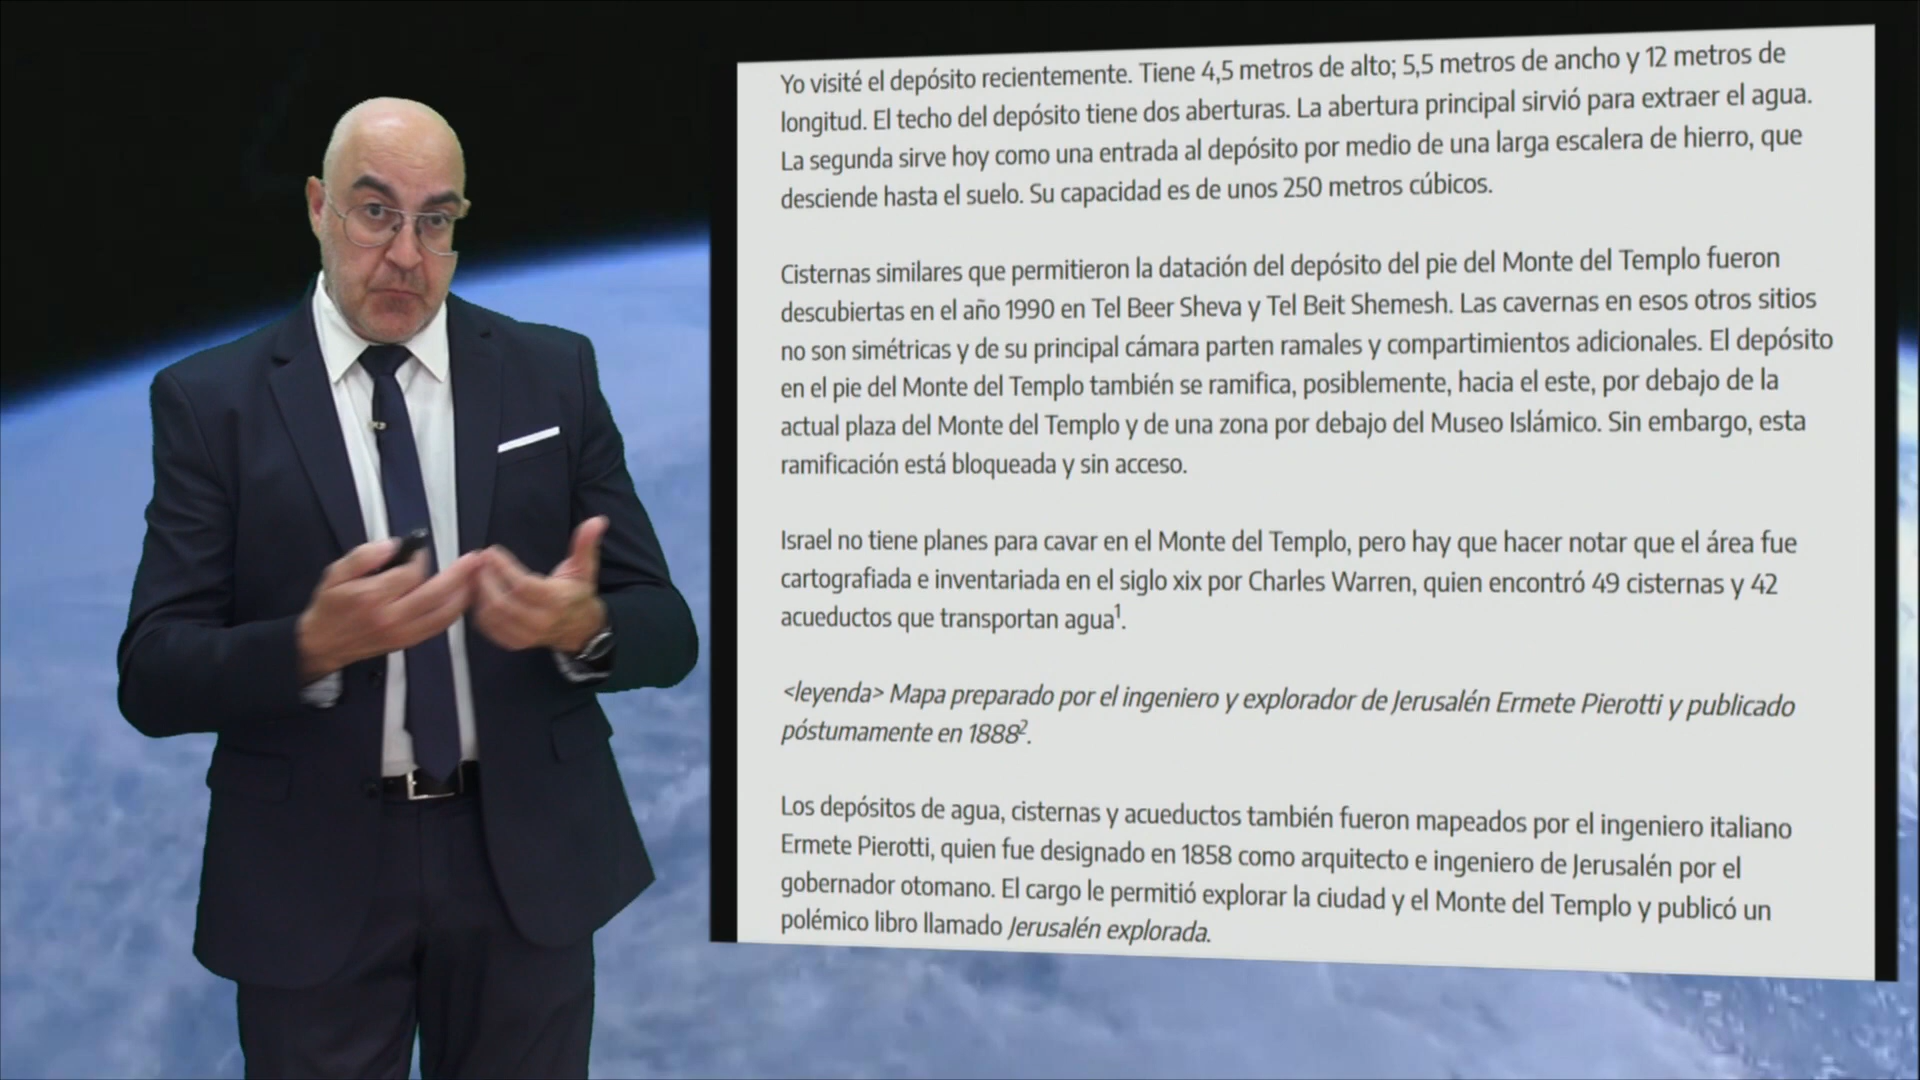 Yo visité el depósito recientemente. Tiene 4,5 metros de alto; 5,5 metros de ancho y 12 metros de
longitud. El techo del depósito tiene dos aberturas. La abertura principal sirvió para extraer el agua.
La segunda sirve hoy como una entrada al depósito por medio de una larga escalera de hierro, que
desciende hasta el suelo. Su capacidad es de unos 250 metros cúbicos.
Cisternas similares que permitieron la datación del depósito del pie del Monte del Templo fueron
descubiertas en el año 1990 en Tel Beer Sheva y Tel Beit Shemesh. Las cavernas en esos otros sitios
no son simétricas y de su principal cámara parten ramales y compartimientos adicionales. El depósito
en el pie del Monte del Templo también se ramifica, posiblemente, hacia el este, por debajo de la
actual plaza del Monte del Templo y de una zona por debajo del Museo Islámico. Sin embargo, esta
ramificación está bloqueada y sin acceso.
Israel no tiene planes para cavar en el Monte del Templo, pero hay que hacer notar que el área fue
cartografiada e inventariada en el siglo xix por Charles Warren, quien encontró 49 cisternas y 42
acueductos que transportan agua¹.
<leyenda> Mapa preparado por el ingeniero y explorador de Jerusalén Ermete Pierotti y publicado
póstumamente en 1888².
Los depósitos de agua, cisternas y acueductos también fueron mapeados por el ingeniero italiano
Ermete Pierotti, quien fue designado en 1858 como arquitecto e ingeniero de Jerusalén por el
gobernador otomano. El cargo le permitió explorar la ciudad y el Monte del Templo y publicó un
polémico libro llamado Jerusalén explorada.